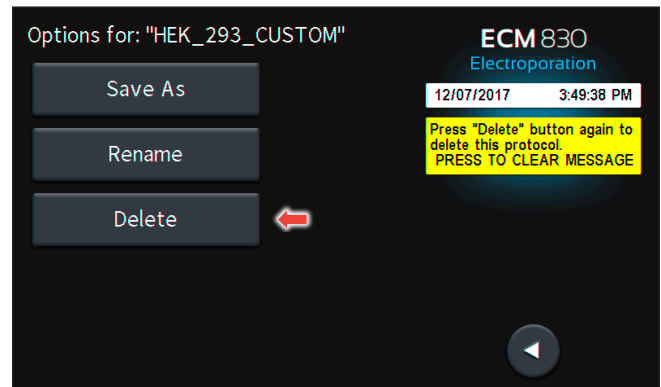 Options for: "HEK_293_CUSTOM"
Save As
Rename
Delete
ECM 830
Electroporation
12/07/2017 3:49:38 PM
Press "Delete" button again to
delete this protocol.
PRESS TO CLEAR MESSAGE